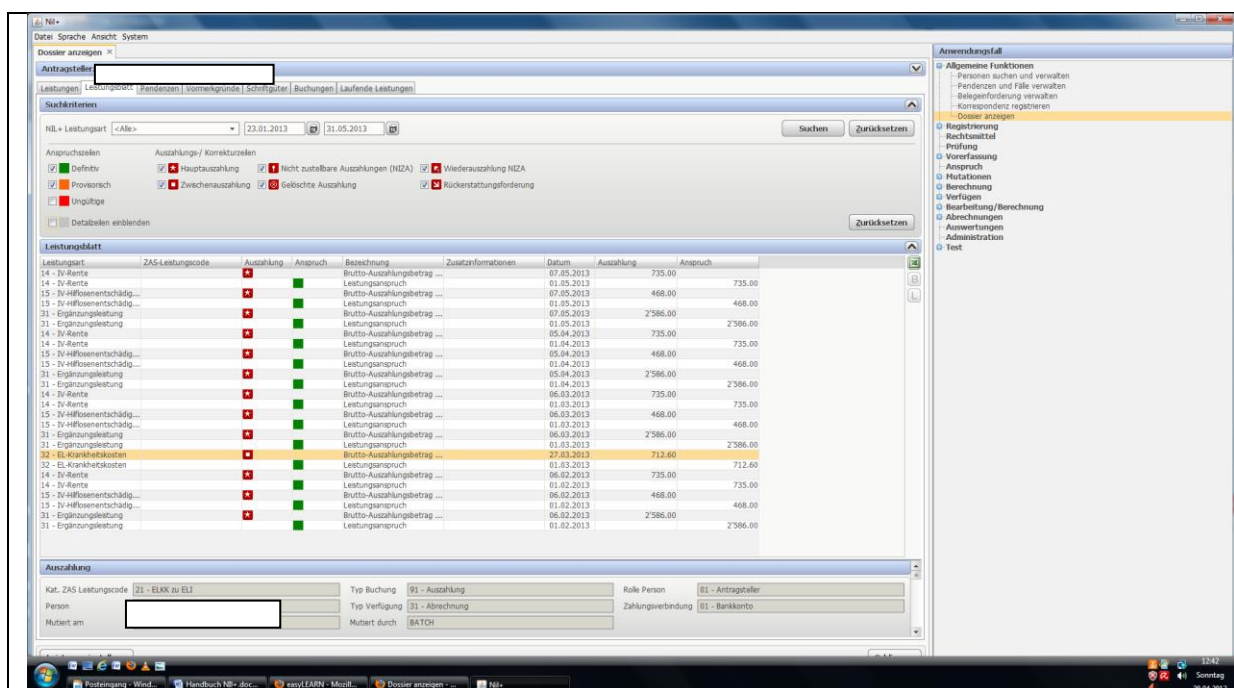 Nil+
Datei Sprache Ansicht System
Dossier anzeigen
Antragsteller:
Leistungen Leistungsblatt Pendenzen Vormerkgründe Schriftgüter Buchungen Laufende Leistungen
Suchkriterien
NIL+ Leistungsart <Alle> 23.01.2013 31.05.2013 Suchen Zurücksetzen
Anspruchszeilen Auszahlungs-/ Korrekturzeilen
Definitiv Hauptauszahlung Nicht zustelbare Auszahlungen (NIZA) Wiederauszahlung NIZA
Provisorisch Zwischenauszahlung Gelöschte Auszahlung Rückerstattungsforderung
Ungültige
Detailzeilen einblenden Zurücksetzen
Leistungsblatt
Leistungsart ZAS-Leistungscode Auszahlung Anspruch Bezeichnung Zusatzinformationen Datum Auszahlung Anspruch
14 - IV-Rente Brutto-Auszahlungsbetrag ... 07.05.2013 735.00
14 - IV-Rente Leistungsanspruch 01.05.2013 735.00
15 - IV-Hilflosenentschädig... Brutto-Auszahlungsbetrag ... 07.05.2013 468.00
15 - IV-Hilflosenentschädig... Leistungsanspruch 01.05.2013 468.00
31 - Ergänzungsleistung Brutto-Auszahlungsbetrag ... 07.05.2013 2'586.00
31 - Ergänzungsleistung Leistungsanspruch 01.05.2013 2'586.00
14 - IV-Rente Brutto-Auszahlungsbetrag ... 05.04.2013 735.00
14 - IV-Rente Leistungsanspruch 01.04.2013 735.00
15 - IV-Hilflosenentschädig... Brutto-Auszahlungsbetrag ... 05.04.2013 468.00
15 - IV-Hilflosenentschädig... Leistungsanspruch 01.04.2013 468.00
31 - Ergänzungsleistung Brutto-Auszahlungsbetrag ... 05.04.2013 2'586.00
31 - Ergänzungsleistung Leistungsanspruch 01.04.2013 2'586.00
14 - IV-Rente Brutto-Auszahlungsbetrag ... 06.03.2013 735.00
14 - IV-Rente Leistungsanspruch 01.03.2013 735.00
15 - IV-Hilflosenentschädig... Brutto-Auszahlungsbetrag ... 06.03.2013 468.00
15 - IV-Hilflosenentschädig... Leistungsanspruch 01.03.2013 468.00
31 - Ergänzungsleistung Brutto-Auszahlungsbetrag ... 06.03.2013 2'586.00
31 - Ergänzungsleistung Leistungsanspruch 01.03.2013 2'586.00
32 - EL-Krankheitskosten Brutto-Auszahlungsbetrag ... 27.03.2013 712.60
32 - EL-Krankheitskosten Leistungsanspruch 01.03.2013 712.60
14 - IV-Rente Brutto-Auszahlungsbetrag ... 06.02.2013 735.00
14 - IV-Rente Leistungsanspruch 01.02.2013 735.00
15 - IV-Hilflosenentschädig... Brutto-Auszahlungsbetrag ... 06.02.2013 468.00
15 - IV-Hilflosenentschädig... Leistungsanspruch 01.02.2013 468.00
31 - Ergänzungsleistung Brutto-Auszahlungsbetrag ... 06.02.2013 2'586.00
31 - Ergänzungsleistung Leistungsanspruch 01.02.2013 2'586.00
B
L
Auszahlung
Kat. ZAS Leistungscode 21 - ELKK zu ELI Typ Buchung 91 - Auszahlung Rolle Person 01 - Antragsteller
Person Typ Verfügung 31 - Abrechnung Zahlungsverbindung 01 - Bankkonto
Mutiert am Mutiert durch BATCH
Anwendungsfall
Allgemeine Funktionen
Personen suchen und verwalten
Pendenzen und Fälle verwalten
Belegeinforderung verwalten
Korrespondenz registrieren
Dossier anzeigen
Registrierung
Rechtsmittel
Prüfung
Vorerfassung
Anspruch
Mutationen
Berechnung
Verfügen
Bearbeitung/Berechnung
Abrechnungen
Auswertungen
Administration
Test
Posteingang - Wind... Handbuch NIl+.doc... easyLEARN - Mozill... Dossier anzeigen - ... Nil+
12:42
Sonntag